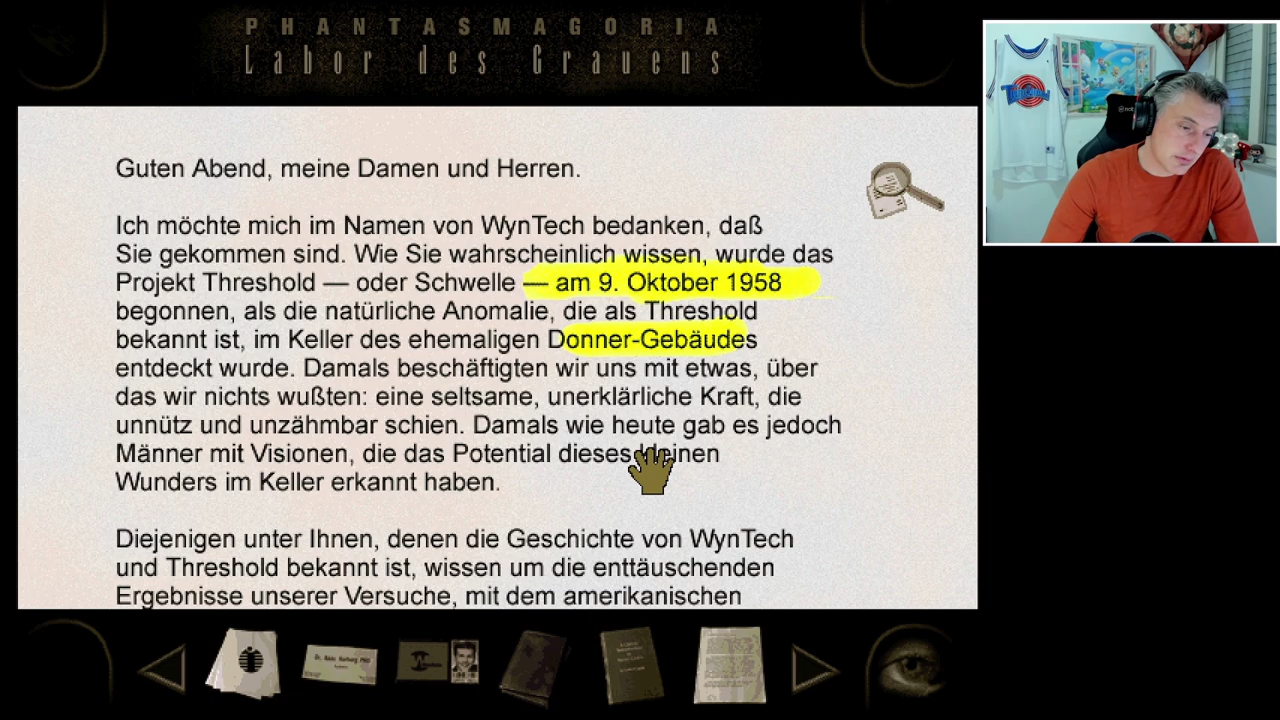 PHANTASMAGORIA
Labor des Grauens
Guten Abend, meine Damen und Herren.
Ich möchte mich im Namen von WynTech bedanken, daß
Sie gekommen sind. Wie Sie wahrscheinlich wissen, wurde das
Projekt Threshold — oder Schwelle — am 9. Oktober 1958
begonnen, als die natürliche Anomalie, die als Threshold
bekannt ist, im Keller des ehemaligen Donner-Gebäudes
entdeckt wurde. Damals beschäftigten wir uns mit etwas, über
das wir nichts wußten: eine seltsame, unerklärliche Kraft, die
unnütz und unzähmbar schien. Damals wie heute gab es jedoch
Männer mit Visionen, die das Potential dieses kleinen
Wunders im Keller erkannt haben.
Diejenigen unter Ihnen, denen die Geschichte von WynTech
und Threshold bekannt ist, wissen um die enttäuschenden
Ergebnisse unserer Versuche, mit dem amerikanischen